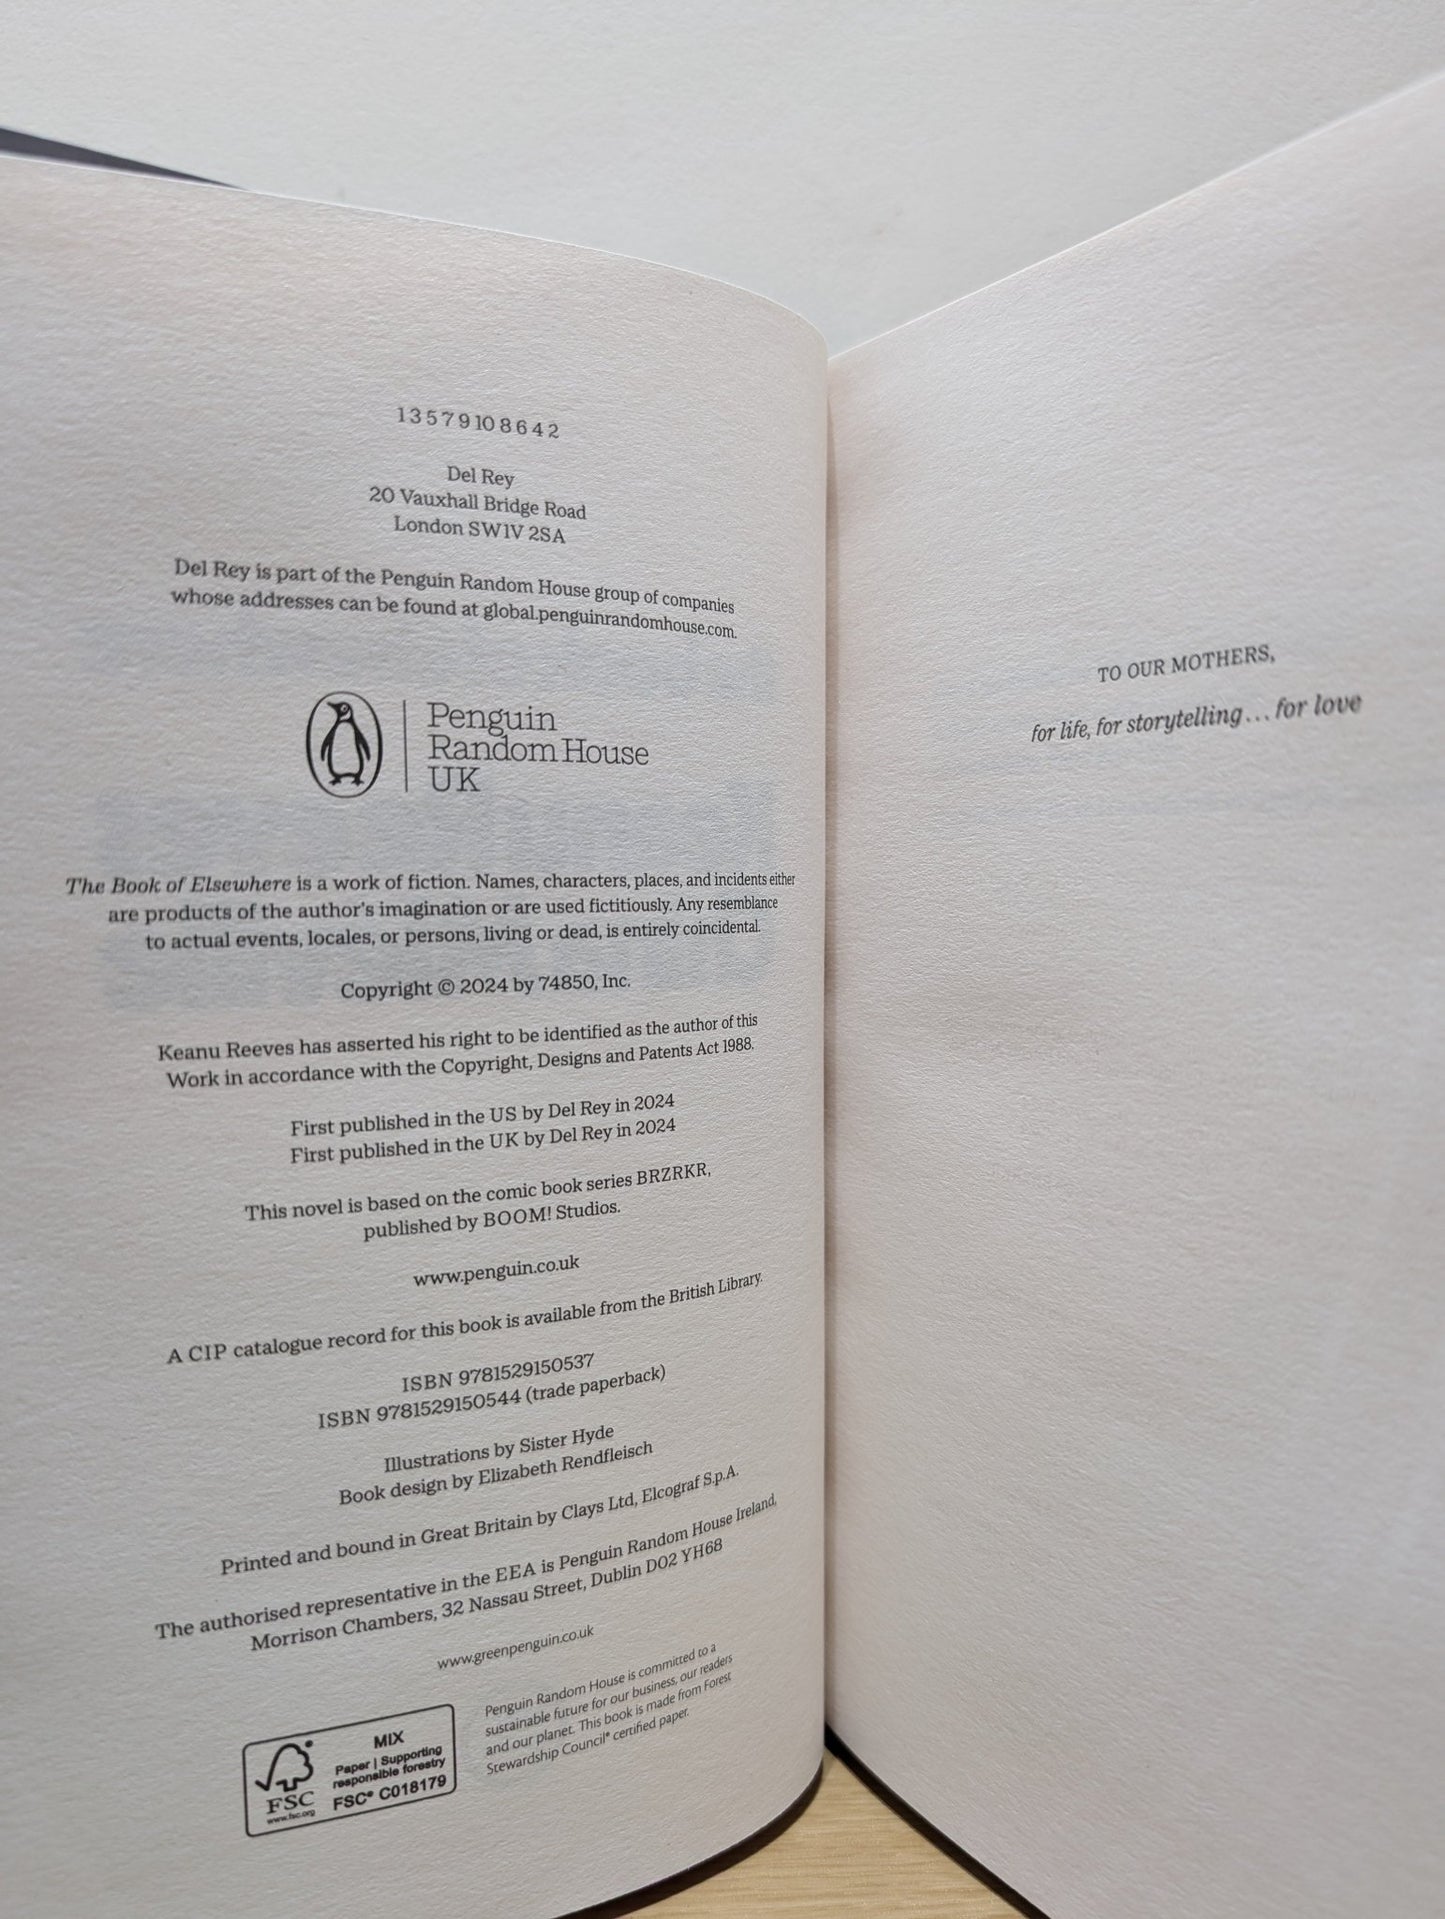 1 3 5 7 9 10 8 6 4 2
Del Rey
20 Vauxhall Bridge Road
London SW1V 2SA
Del Rey is part of the Penguin Random House group of companies
whose addresses can be found at global.penguinrandomhouse.com.
Penguin
Random House
UK
The Book of Elsewhere is a work of fiction. Names, characters, places, and incidents either
are products of the author's imagination or are used fictitiously. Any resemblance
to actual events, locales, or persons, living or dead, is entirely coincidental.
Copyright © 2024 by 74850, Inc.
Keanu Reeves has asserted his right to be identified as the author of this
Work in accordance with the Copyright, Designs and Patents Act 1988.
First published in the US by Del Rey in 2024
First published in the UK by Del Rey in 2024
This novel is based on the comic book series BRZRKR,
published by BOOM! Studios.
www.penguin.co.uk
A CIP catalogue record for this book is available from the British Library.
ISBN 9781529150537
ISBN 9781529150544 (trade paperback)
Illustrations by Sister Hyde
Book design by Elizabeth Rendfleisch
Printed and bound in Great Britain by Clays Ltd, Elcograf S.p.A.
The authorised representative in the EEA is Penguin Random House Ireland,
Morrison Chambers, 32 Nassau Street, Dublin D02 YH68
www.greenpenguin.co.uk
MIX
Paper | Supporting
responsible forestry
FSC® C018179
FSC
www.fsc.org
Penguin Random House is committed to a
sustainable future for our business, our readers
and our planet. This book is made from Forest
Stewardship Council® certified paper.
TO OUR MOTHERS,
for life, for storytelling... for love